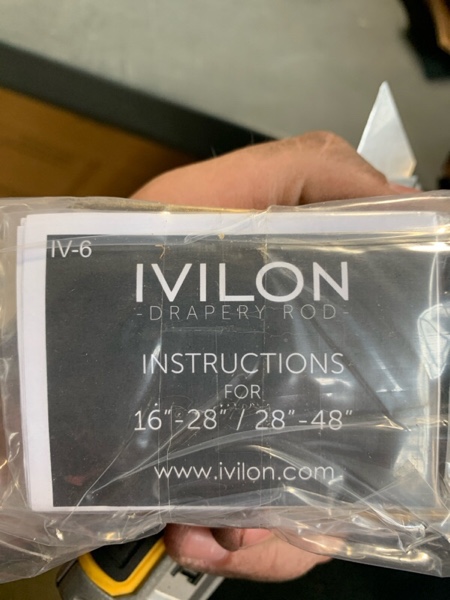 IV-6
IVILON
-DRAPERY ROD-
INSTRUCTIONS
FOR
16"-28" / 28"-48"
www.ivilon.com